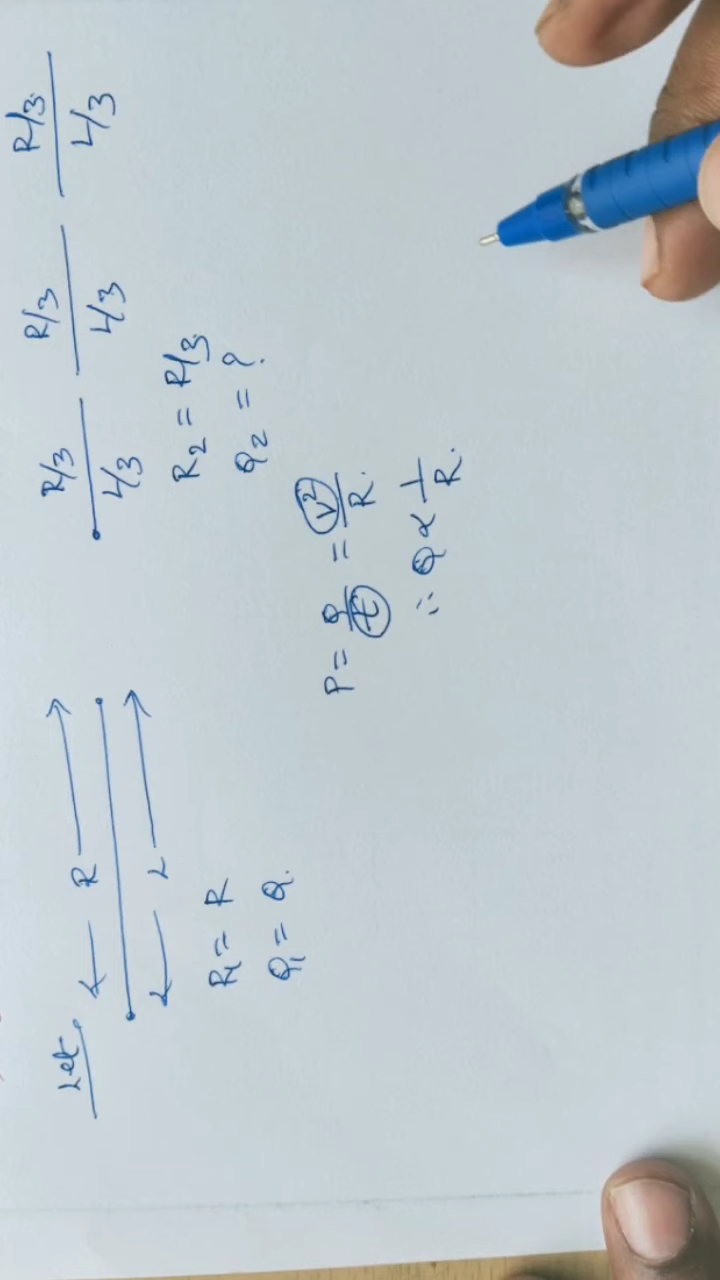 Let
← R →
← L →
R₁ = R
Q₁ = Q.
R/3 R/3 R/3
L/3 L/3 L/3
R₂ = R/3
Q₂ = ?
P = Q/t = V²/R.
∴ Q ∝ 1/R.